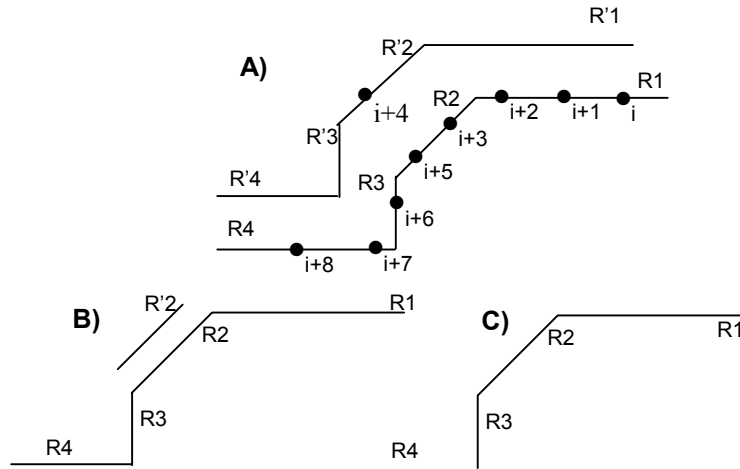 R'1
R'2
A)
R1
R2
i+4
i+2
i+1
i
i+3
R'3
i+5
R3
R'4
i+6
R4
i+8
i+7
B)
R'2
R1
C)
R2
R2
R1
R3
R3
R4
R4